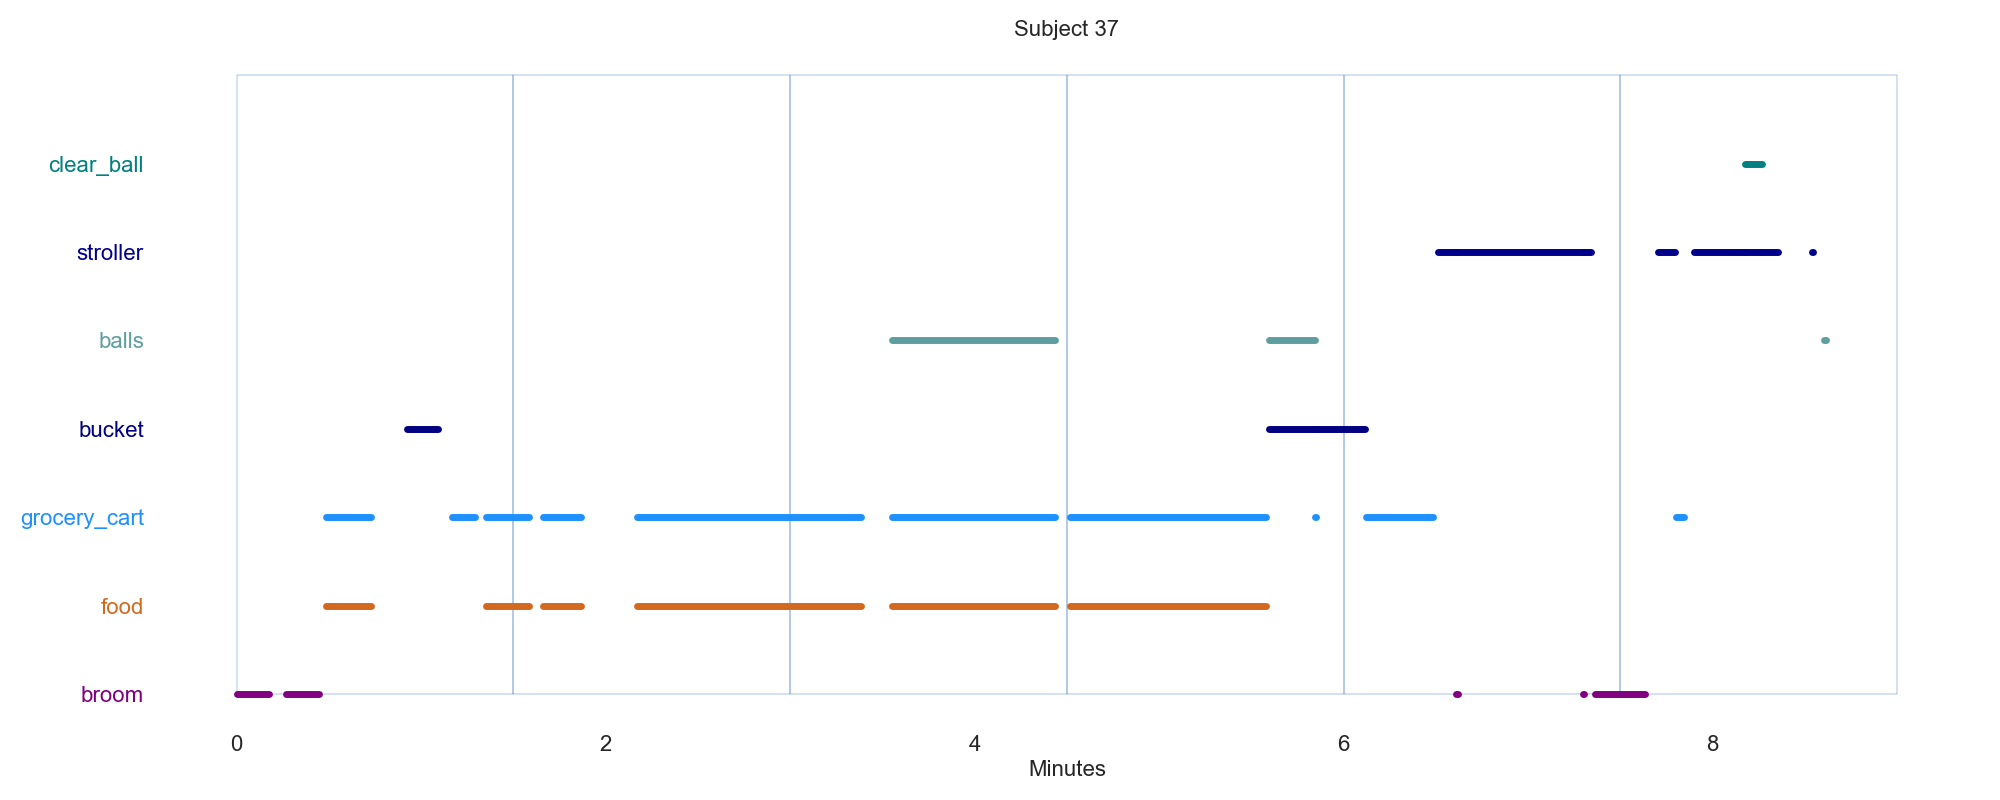 Subject 37
clear_ball
stroller
balls
bucket
grocery_cart
food
broom
0 2 4 6 8
Minutes